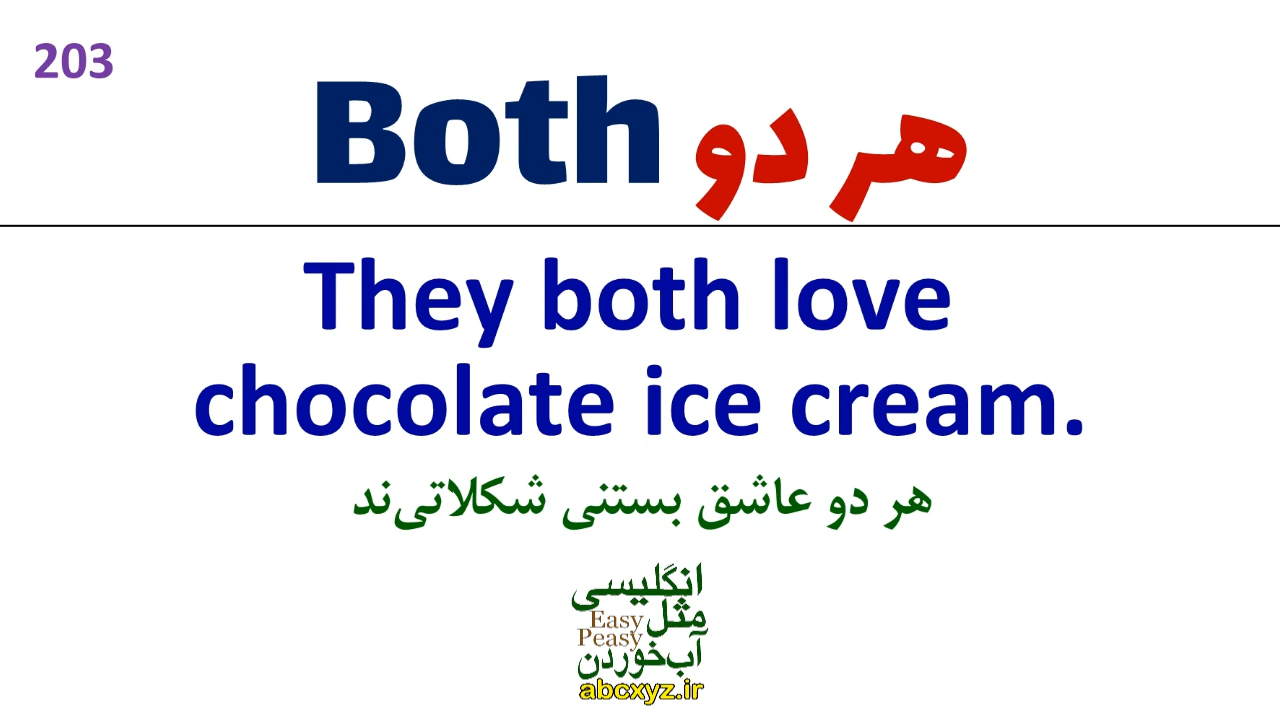 203
Both هر دو
They both love
chocolate ice cream.
هر دو عاشق بستنی شکلاتی‌ند
انگلیسی
مثل
Easy
Peasy
آب‌خوردن
abcxyz.ir